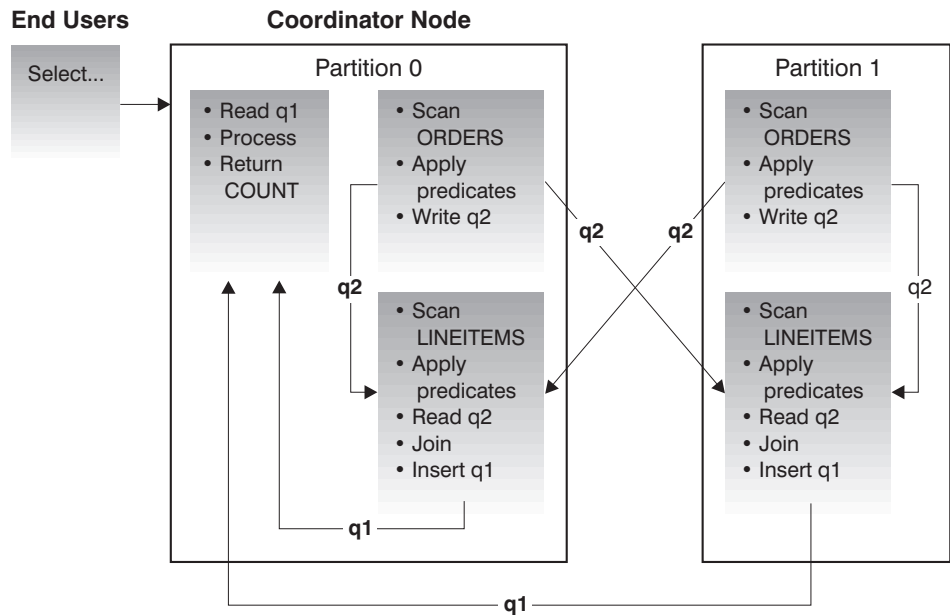 End Users
Coordinator Node
Select...
Partition 0
• Read q1
• Process
• Return
COUNT
• Scan
ORDERS
• Apply
predicates
• Write q2
Partition 1
• Scan
ORDERS
• Apply
predicates
• Write q2
q2
q2
q2
q2
• Scan
LINEITEMS
• Apply
predicates
• Read q2
• Join
• Insert q1
• Scan
LINEITEMS
• Apply
predicates
• Read q2
• Join
• Insert q1
q1
q1